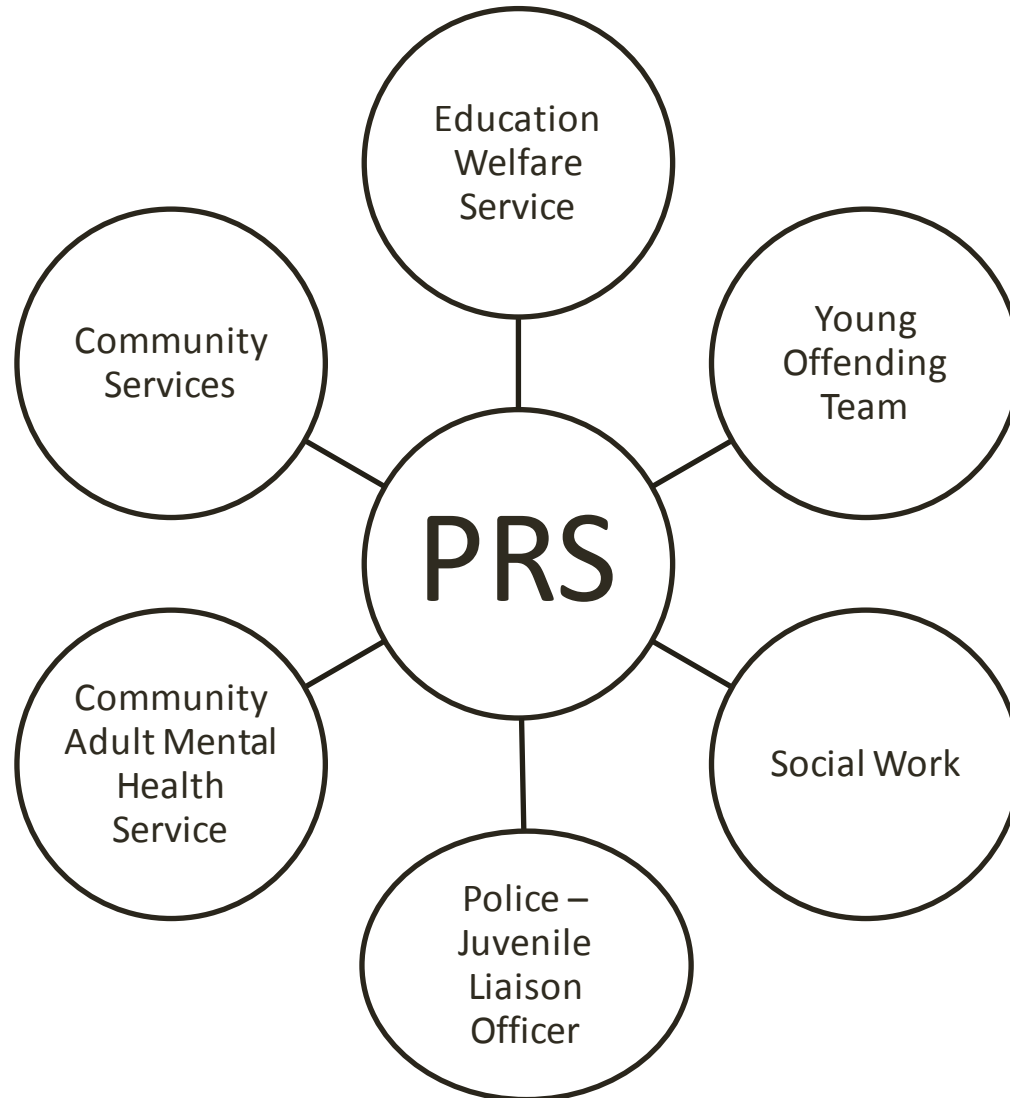 Education
Welfare
Service
Community
Services
Young
Offending
Team
PRS
Community
Adult Mental
Health
Service
Social Work
Police –
Juvenile
Liaison
Officer